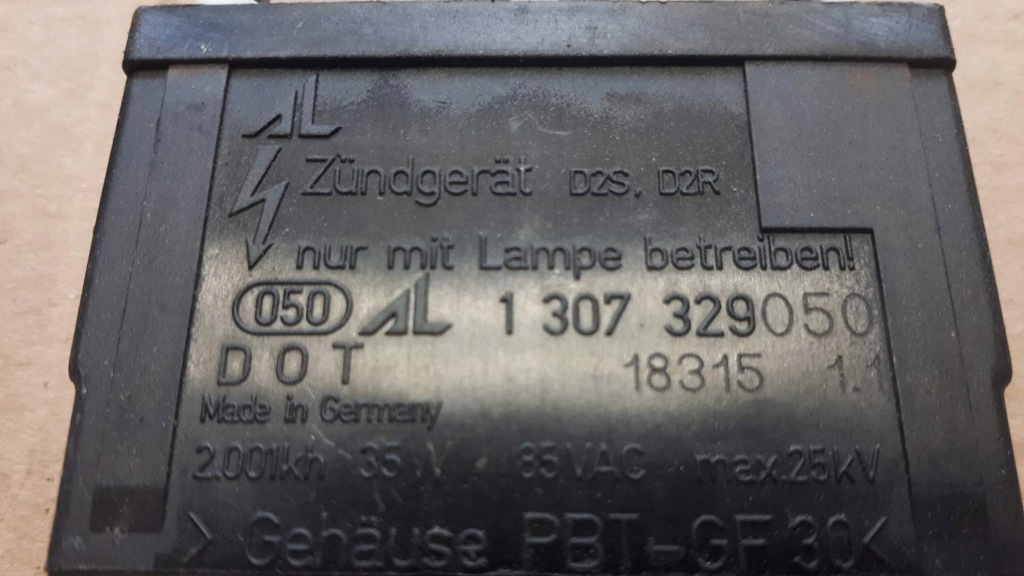 AL
Zündgerät D2S, D2R
nur mit Lampe betreiben!
050 AL 1 307 329050
DOT 18315 1.1
Made in Germany
2.001kh 35W 85VAC max.25kV
>Gehäuse PBT-GF30<